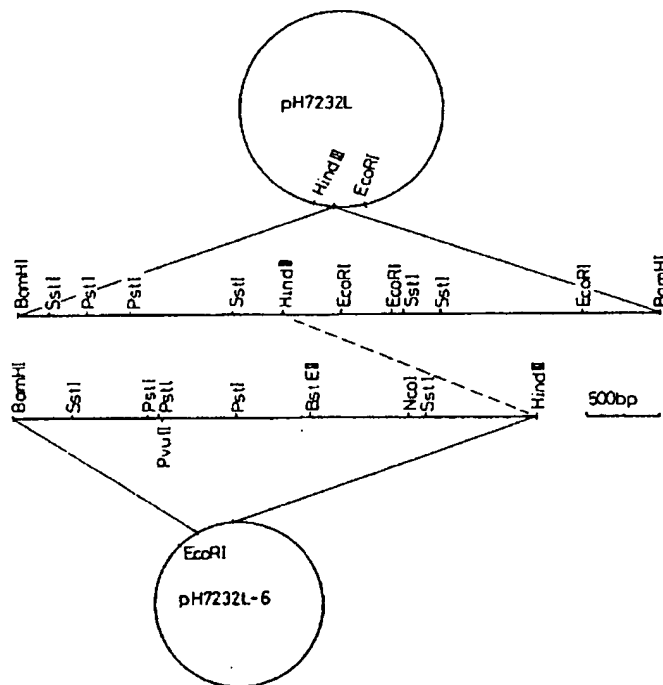 pH7232L
HindⅢ
EcoRI
BamHI
SstI
PstI
PstI
SstI
HindⅢ
EcoRI
EcoRI
SstI
SstI
EcoRI
BamHI
BamHI
SstI
PstI
PstI
PvuII
PstI
BstEⅡ
NcoI
SstI
HindⅢ
500bp
EcoRI
pH7232L-6